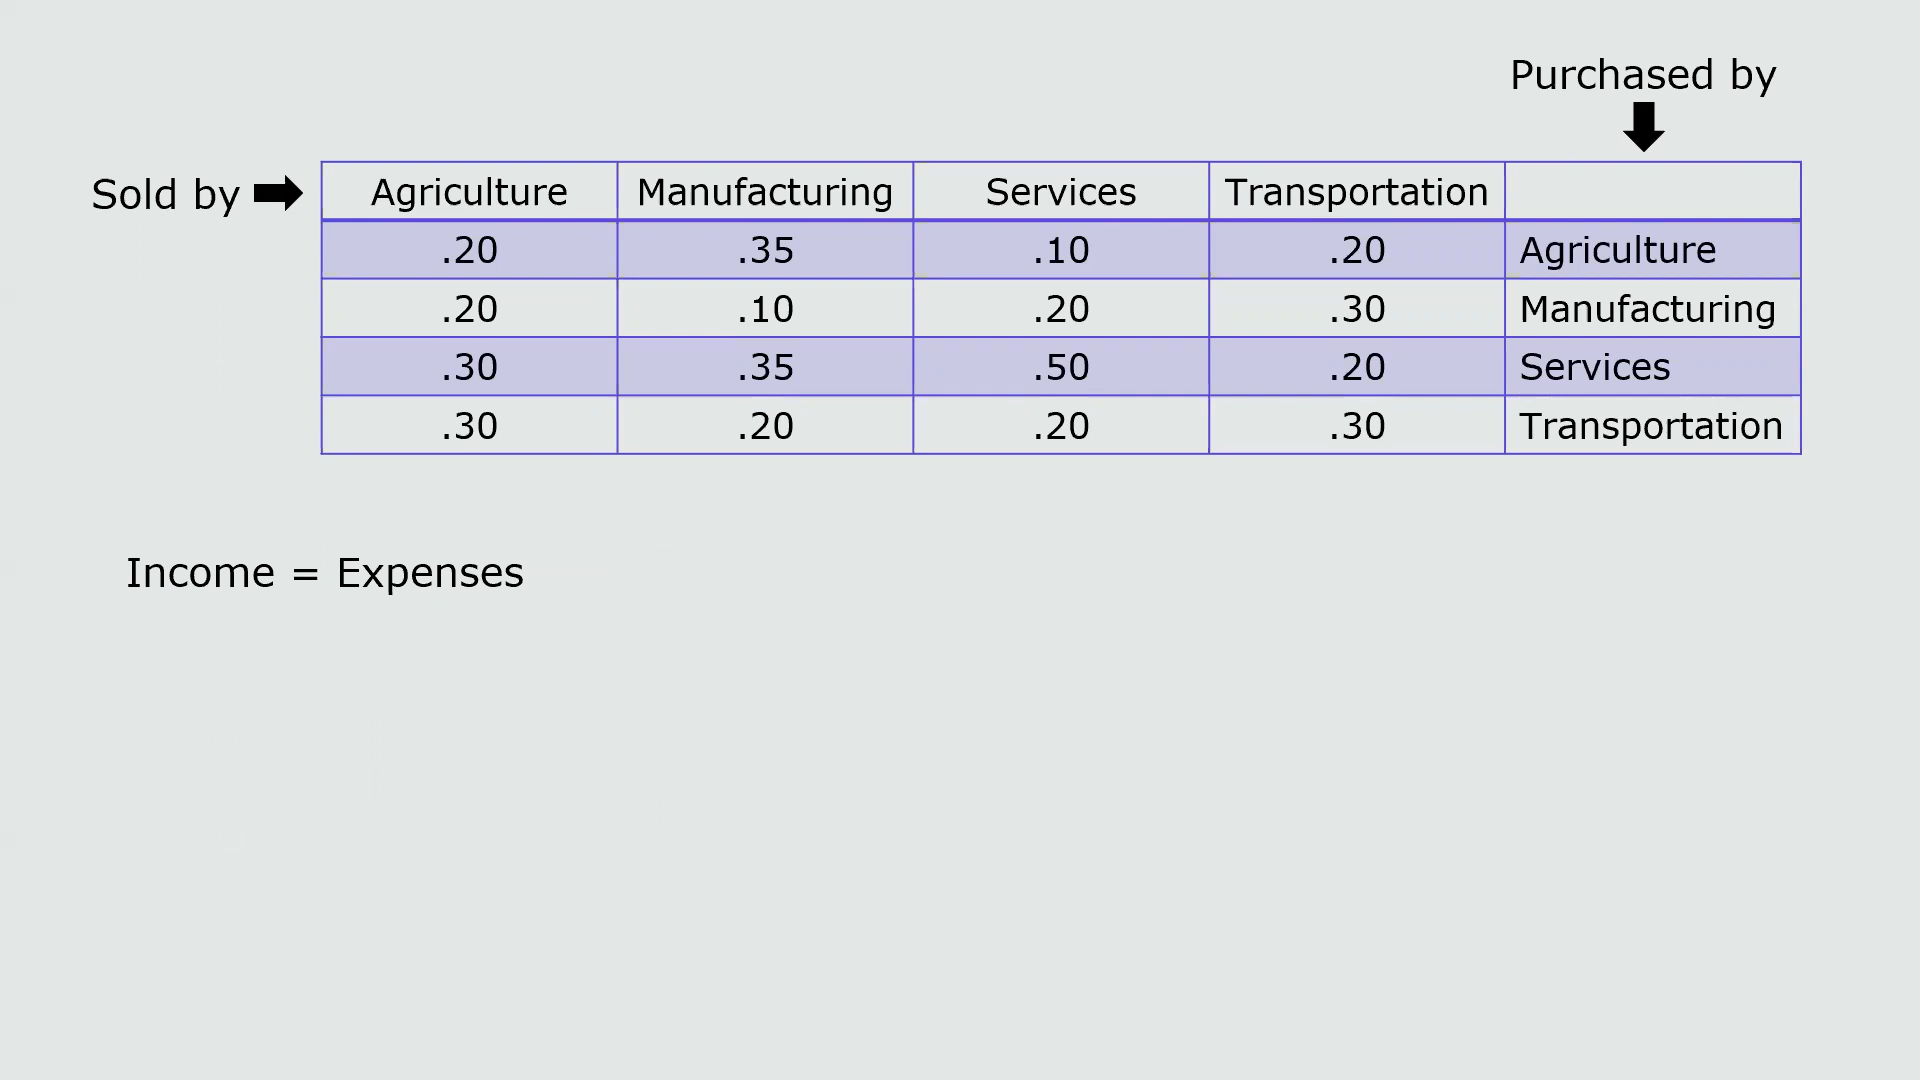 Purchased by
Sold by
Agriculture Manufacturing Services Transportation
.20 .35 .10 .20 Agriculture
.20 .10 .20 .30 Manufacturing
.30 .35 .50 .20 Services
.30 .20 .20 .30 Transportation
Income = Expenses